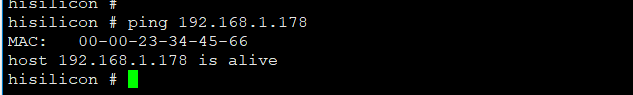 hisilicon #
hisilicon # ping 192.168.1.178
MAC:   00-00-23-34-45-66
host 192.168.1.178 is alive
hisilicon #